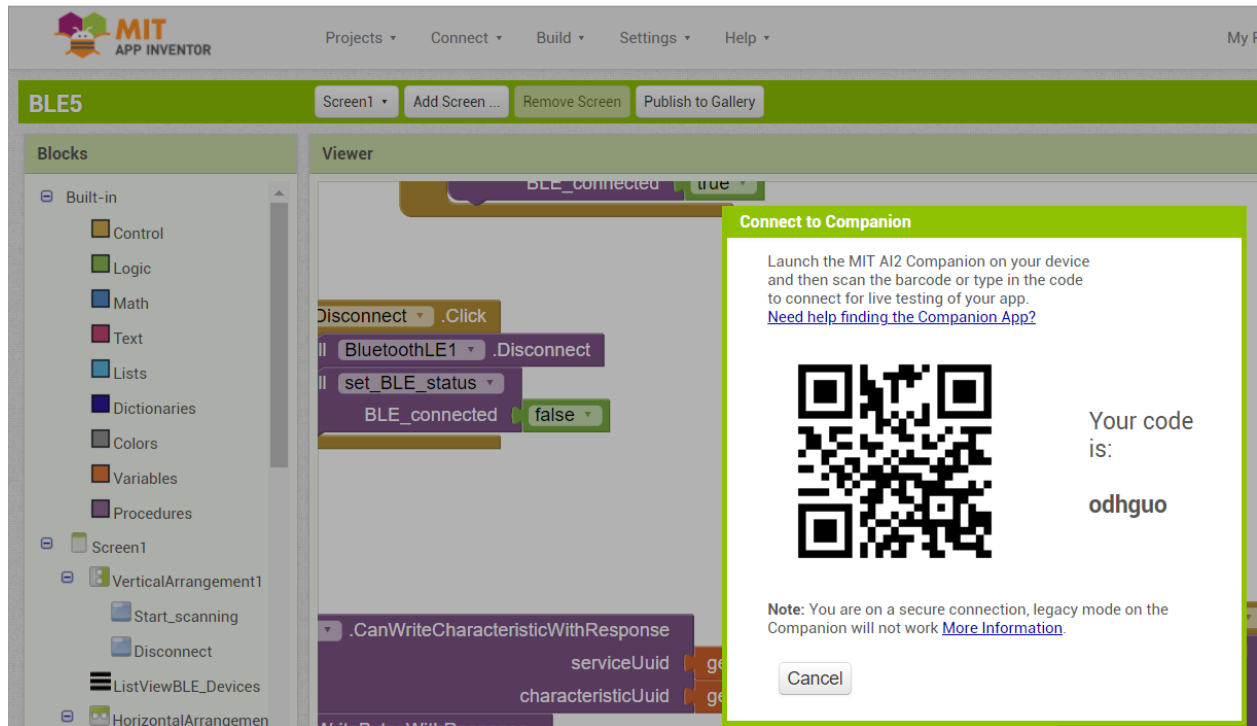 MIT
APP INVENTOR
Projects
Connect
Build
Settings
Help
My
BLE5
Screen1
Add Screen ...
Remove Screen
Publish to Gallery
Blocks
Viewer
Built-in
Control
Logic
Math
Text
Lists
Dictionaries
Colors
Variables
Procedures
Screen1
VerticalArrangement1
Start_scanning
Disconnect
ListViewBLE_Devices
HorizontalArrangemen
BLE_connected true
Disconnect .Click
BluetoothLE1 .Disconnect
set_BLE_status
BLE_connected false
.CanWriteCharacteristicWithResponse
serviceUuid
characteristicUuid
Connect to Companion
Launch the MIT AI2 Companion on your device
and then scan the barcode or type in the code
to connect for live testing of your app.
Need help finding the Companion App?
Your code
is:
odhguo
Note: You are on a secure connection, legacy mode on the
Companion will not work More Information.
Cancel